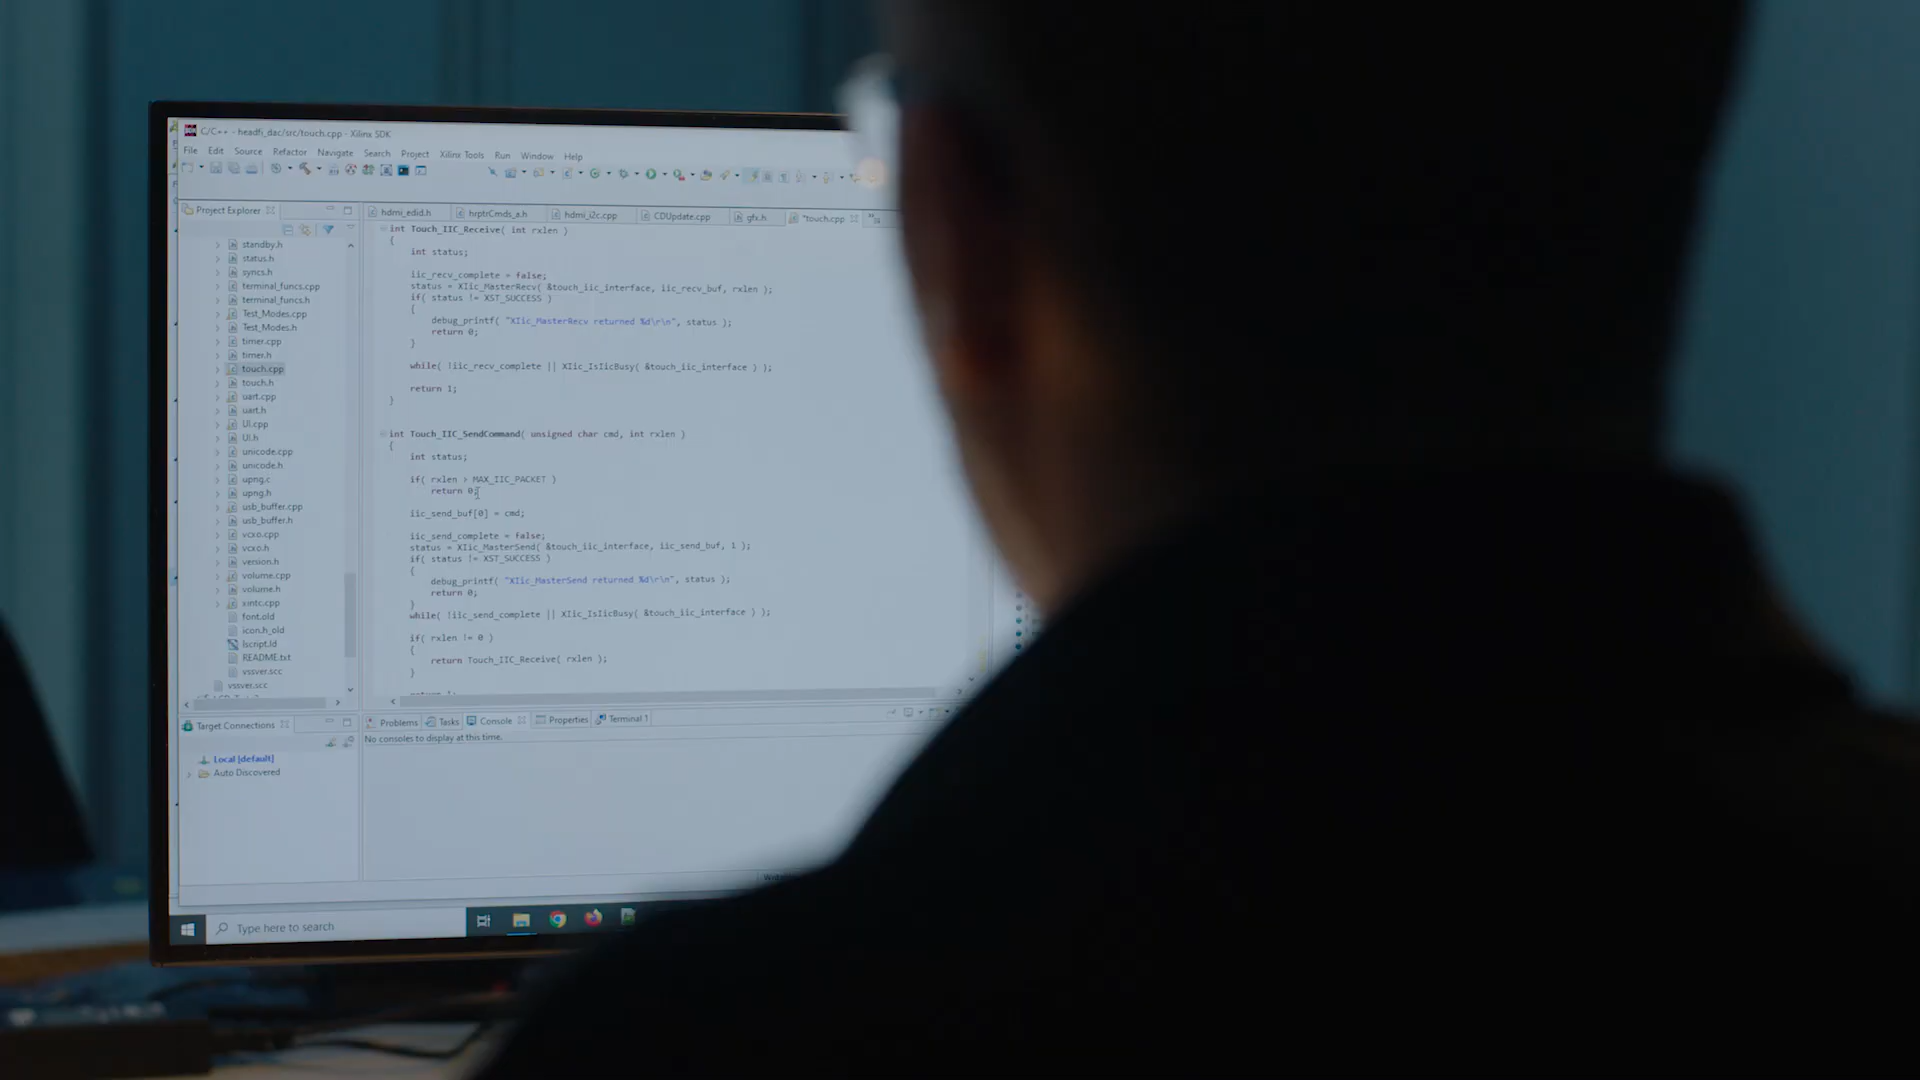 C/C++ - headfi_dac/src/touch.cpp - Xilinx SDK
File Edit Source Refactor Navigate Search Project Xilinx Tools Run Window Help
Project Explorer
hdmi_edid.h hrptrCmds_a.h hdmi_i2c.cpp CDUpdate.cpp gfx.h *touch.cpp
standby.h
status.h
syncs.h
terminal_funcs.cpp
terminal_funcs.h
Test_Modes.cpp
Test_Modes.h
timer.cpp
timer.h
touch.cpp
touch.h
uart.cpp
uart.h
UI.cpp
UI.h
unicode.cpp
unicode.h
upng.c
upng.h
usb_buffer.cpp
usb_buffer.h
vcxo.cpp
vcxo.h
version.h
volume.cpp
volume.h
xintc.cpp
font.old
icon.h_old
lscript.ld
README.txt
vssver.scc
vssver.scc
int Touch_IIC_Receive( int rxlen )
{
int status;
iic_recv_complete = false;
status = XIic_MasterRecv( &touch_iic_interface, iic_recv_buf, rxlen );
if( status != XST_SUCCESS )
{
debug_printf( "XIic_MasterRecv returned %d\r\n", status );
return 0;
}
while( !iic_recv_complete || XIic_IsIicBusy( &touch_iic_interface ) );
return 1;
}
int Touch_IIC_SendCommand( unsigned char cmd, int rxlen )
{
int status;
if( rxlen > MAX_IIC_PACKET )
return 0;
iic_send_buf[0] = cmd;
iic_send_complete = false;
status = XIic_MasterSend( &touch_iic_interface, iic_send_buf, 1 );
if( status != XST_SUCCESS )
{
debug_printf( "XIic_MasterSend returned %d\r\n", status );
return 0;
}
while( !iic_send_complete || XIic_IsIicBusy( &touch_iic_interface ) );
if( rxlen != 0 )
{
return Touch_IIC_Receive( rxlen );
}
Target Connections
Local [default]
Auto Discovered
Problems Tasks Console Properties Terminal 1
No consoles to display at this time.
Type here to search